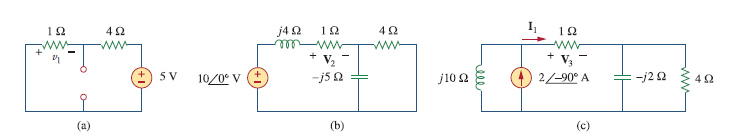 1 Ω
4 Ω
+ v₁ −
+ −
5 V
(a)
j4 Ω
1 Ω
4 Ω
+ V₂ −
10/0° V
+ −
−j5 Ω
(b)
I₁
1 Ω
+ V₃ −
j10 Ω
2/−90° A
−j2 Ω
4 Ω
(c)